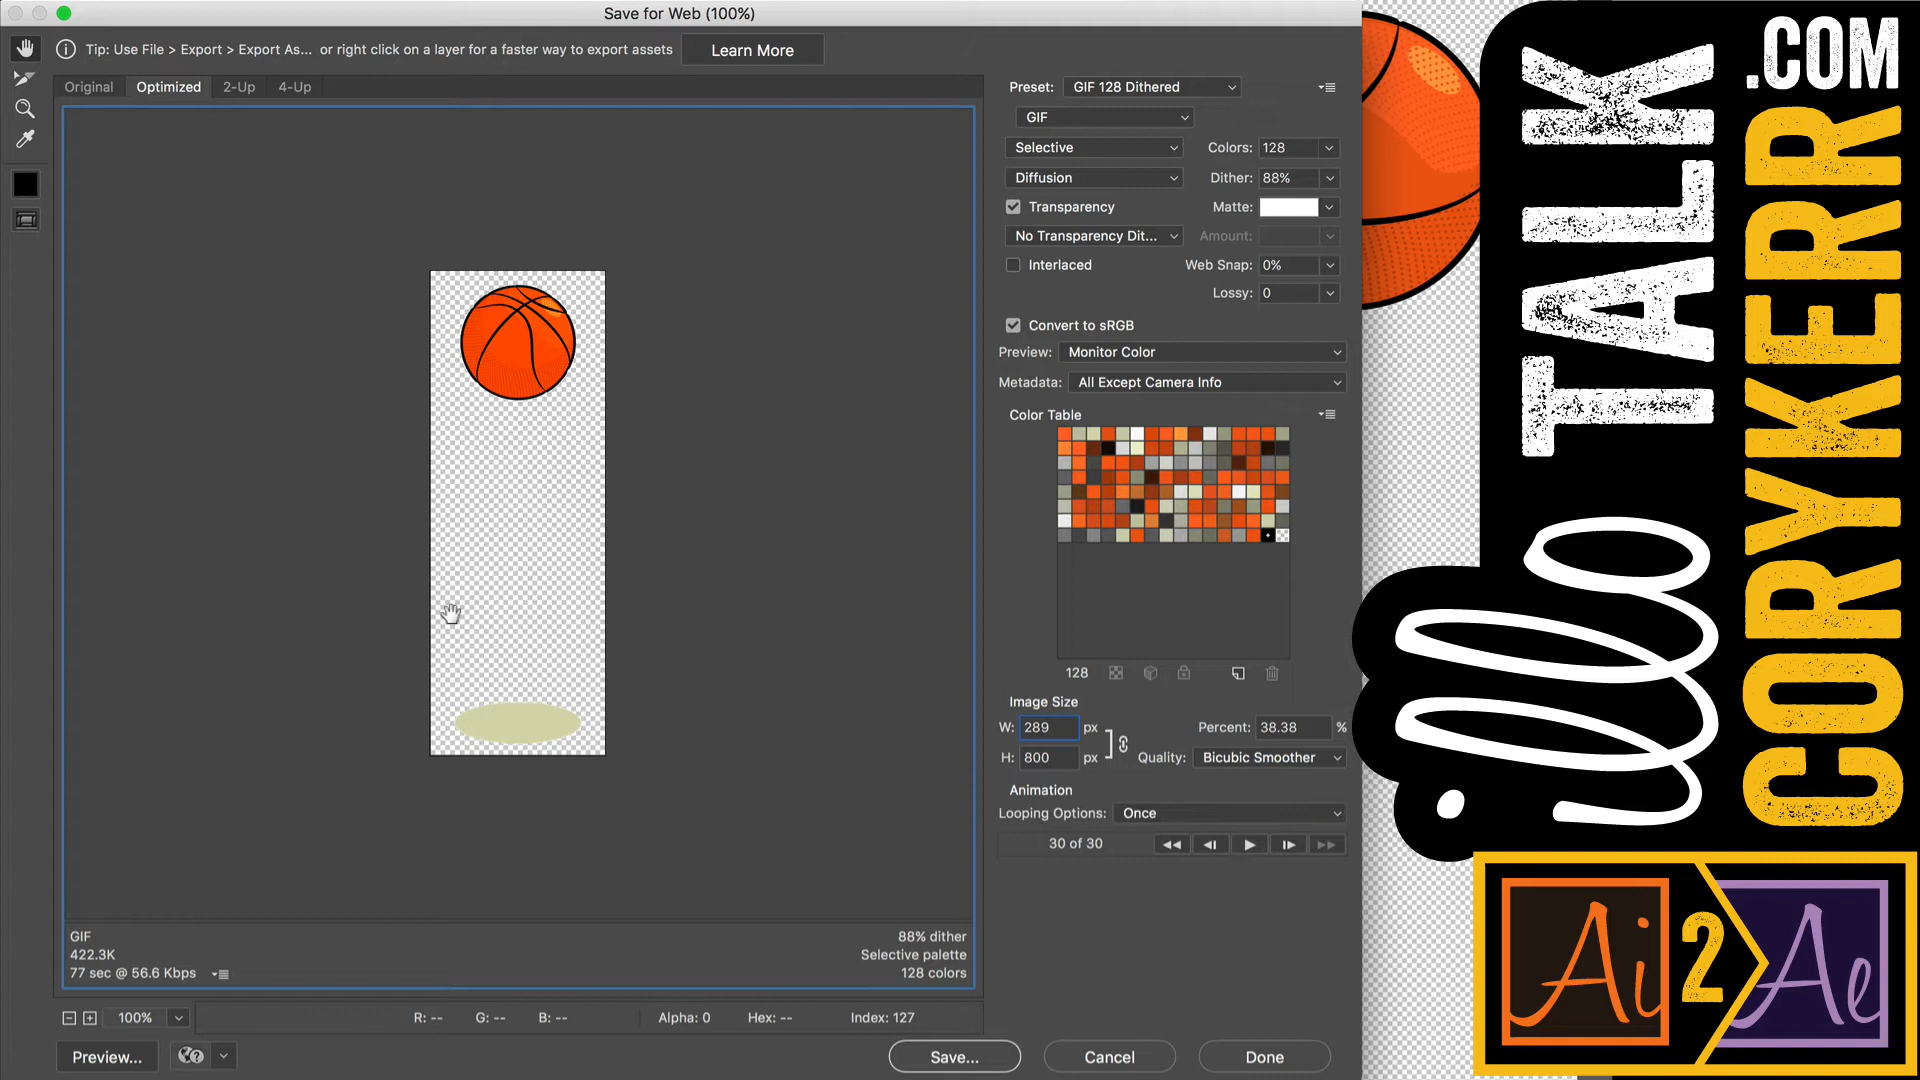 Save for Web (100%)
Tip: Use File > Export > Export As... or right click on a layer for a faster way to export assets
Learn More
Original
Optimized
2-Up
4-Up
Preset: GIF 128 Dithered
GIF
Selective
Colors: 128
Diffusion
Dither: 88%
Transparency
Matte:
No Transparency Dit...
Amount:
Interlaced
Web Snap: 0%
Lossy: 0
Convert to sRGB
Preview: Monitor Color
Metadata: All Except Camera Info
Color Table
128
Image Size
W: 289 px
Percent: 38.38 %
H: 800 px
Quality: Bicubic Smoother
Animation
Looping Options: Once
30 of 30
GIF
422.3K
77 sec @ 56.6 Kbps
88% dither
Selective palette
128 colors
100%
R: --
G: --
B: --
Alpha: 0
Hex: --
Index: 127
Preview...
Save...
Cancel
Done
illo TALK
.COM
CORYKERR
Ai 2 Ae